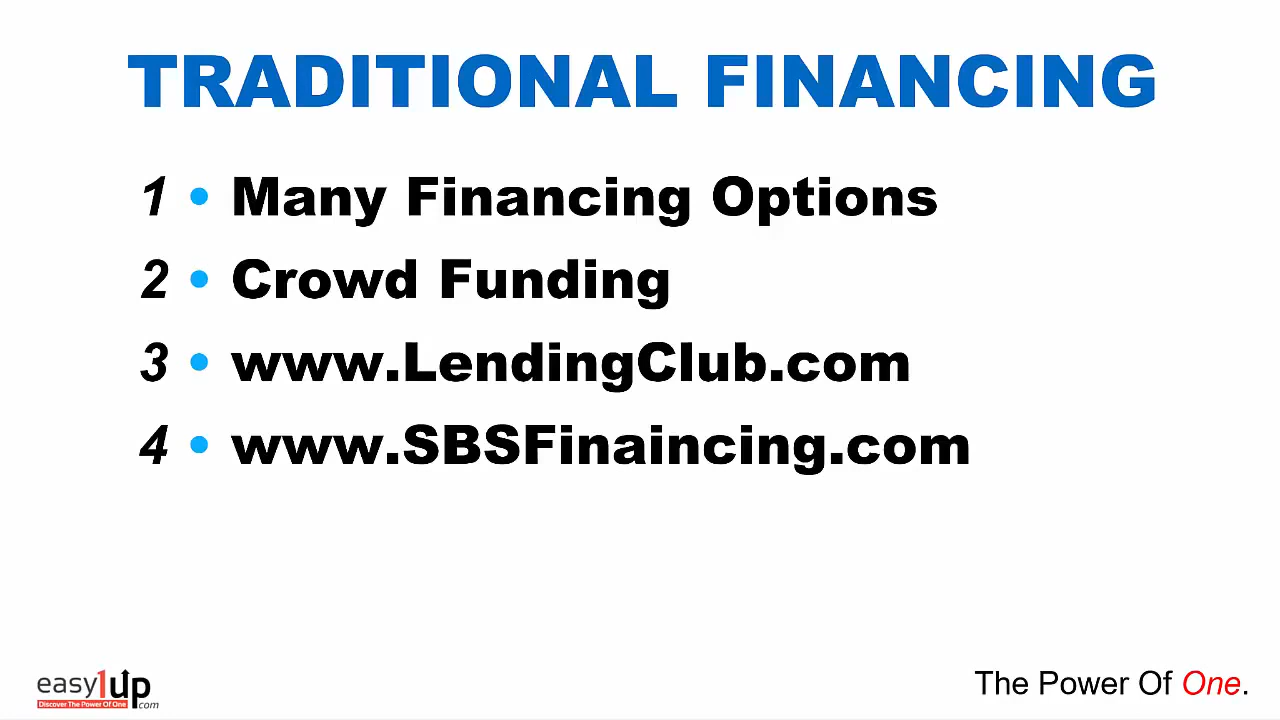 TRADITIONAL FINANCING
1 • Many Financing Options
2 • Crowd Funding
3 • www.LendingClub.com
4 • www.SBSFinaincing.com
easy1up
Discover The Power Of One .com
The Power Of One.